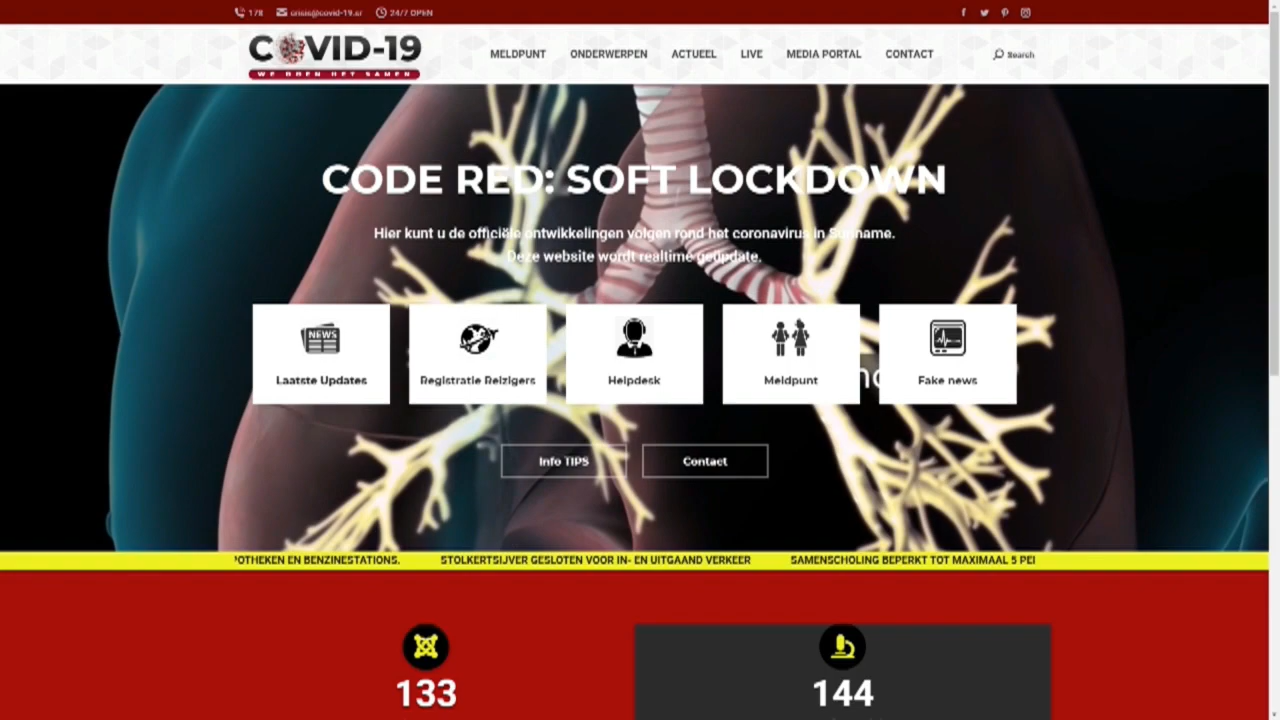 178 crisis@covid-19.sr 24/7 OPEN
COVID-19
WE DOEN HET SAMEN
MELDPUNT ONDERWERPEN ACTUEEL LIVE MEDIA PORTAL CONTACT Search
CODE RED: SOFT LOCKDOWN
Hier kunt u de officiële ontwikkelingen volgen rond het coronavirus in Suriname.
Deze website wordt realtime geüpdate.
NEWS
Laatste Updates Registratie Reizigers Helpdesk Meldpunt Fake news
Info TIPS Contact
POTHEKEN EN BENZINESTATIONS. STOLKERTSIJVER GESLOTEN VOOR IN- EN UITGAAND VERKEER SAMENSCHOLING BEPERKT TOT MAXIMAAL 5 PE
133 144